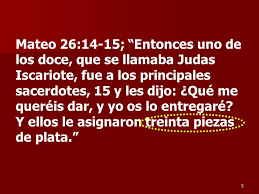 Mateo 26:14-15; “Entonces uno de
los doce, que se llamaba Judas
Iscariote, fue a los principales
sacerdotes, 15 y les dijo: ¿Qué me
queréis dar, y yo os lo entregaré?
Y ellos le asignaron treinta piezas
de plata.”
5